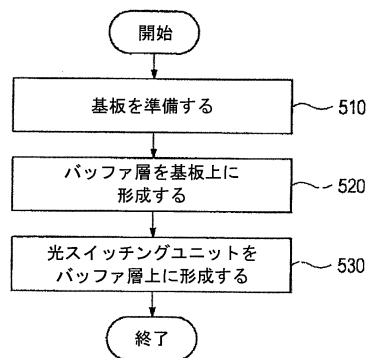 開始
基板を準備する
510
バッファ層を基板上に
形成する
520
光スイッチングユニットを
バッファ層上に形成する
530
終了